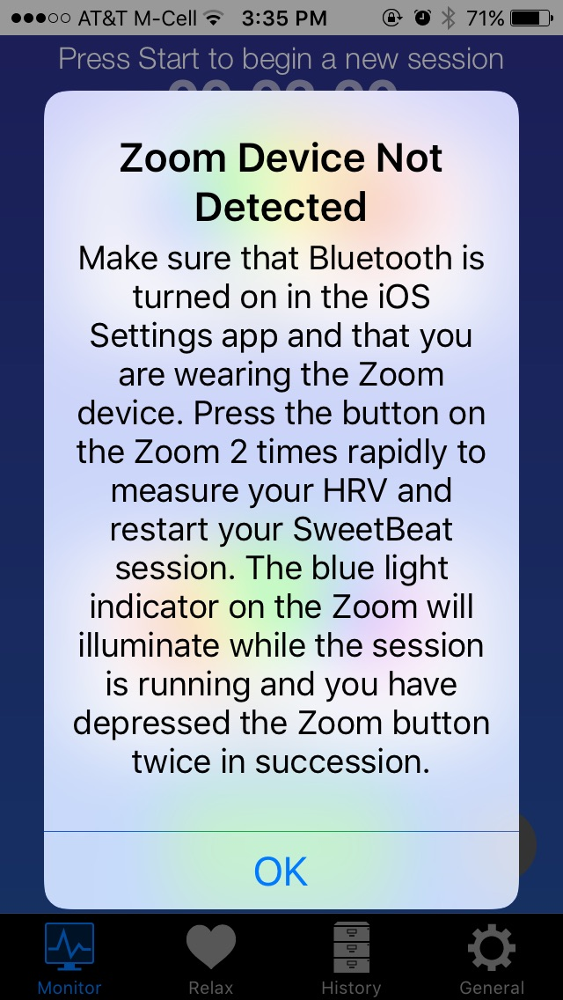 AT&T M-Cell 3:35 PM 71%
Press Start to begin a new session
Zoom Device Not
Detected
Make sure that Bluetooth is
turned on in the iOS
Settings app and that you
are wearing the Zoom
device. Press the button on
the Zoom 2 times rapidly to
measure your HRV and
restart your SweetBeat
session. The blue light
indicator on the Zoom will
illuminate while the session
is running and you have
depressed the Zoom button
twice in succession.
OK
Monitor Relax History General